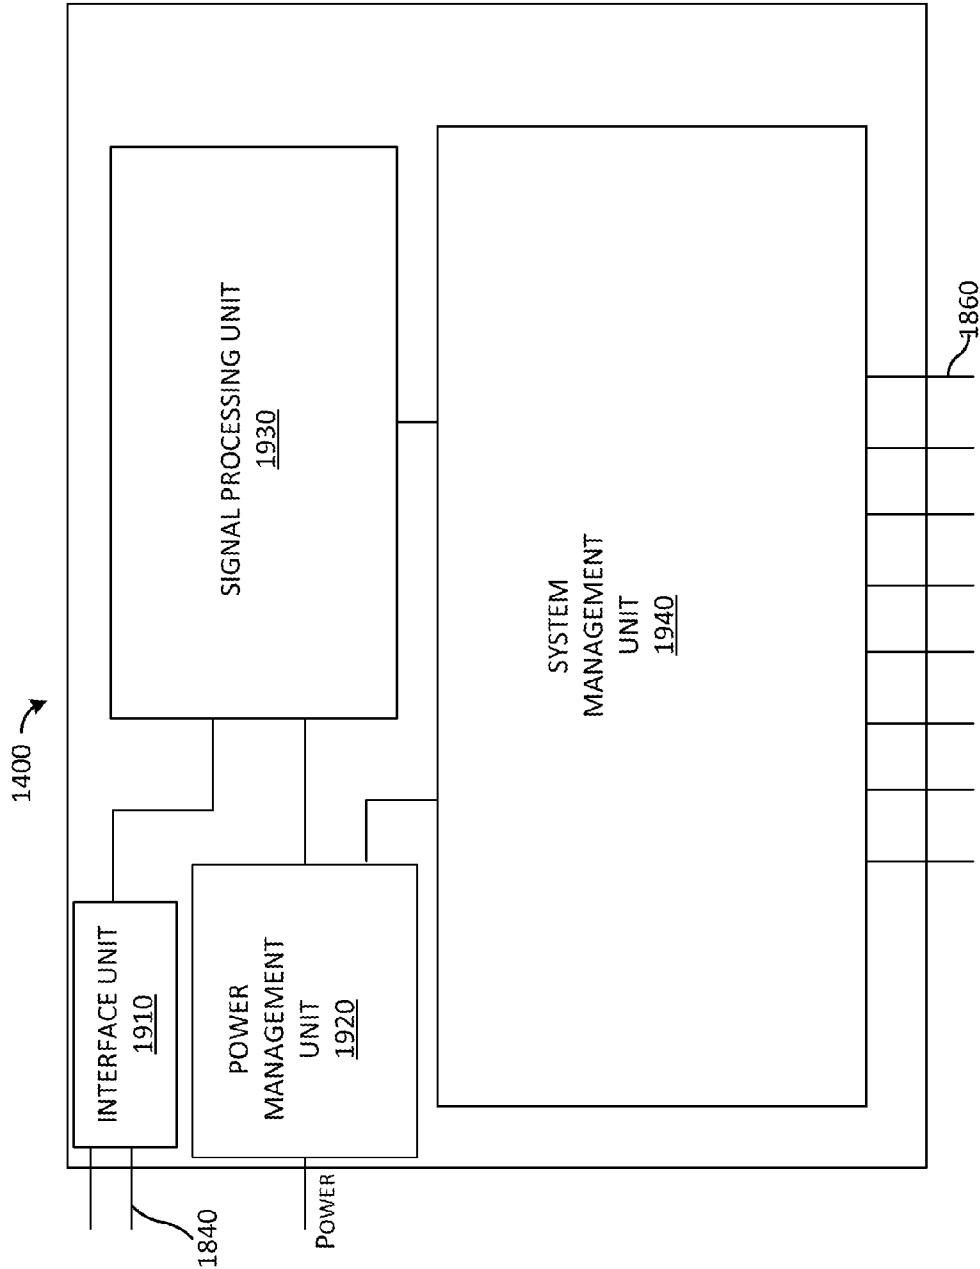 1400
INTERFACE UNIT
1910
POWER
MANAGEMENT
UNIT
1920
SIGNAL PROCESSING UNIT
1930
SYSTEM
MANAGEMENT
UNIT
1940
1840
POWER
1860